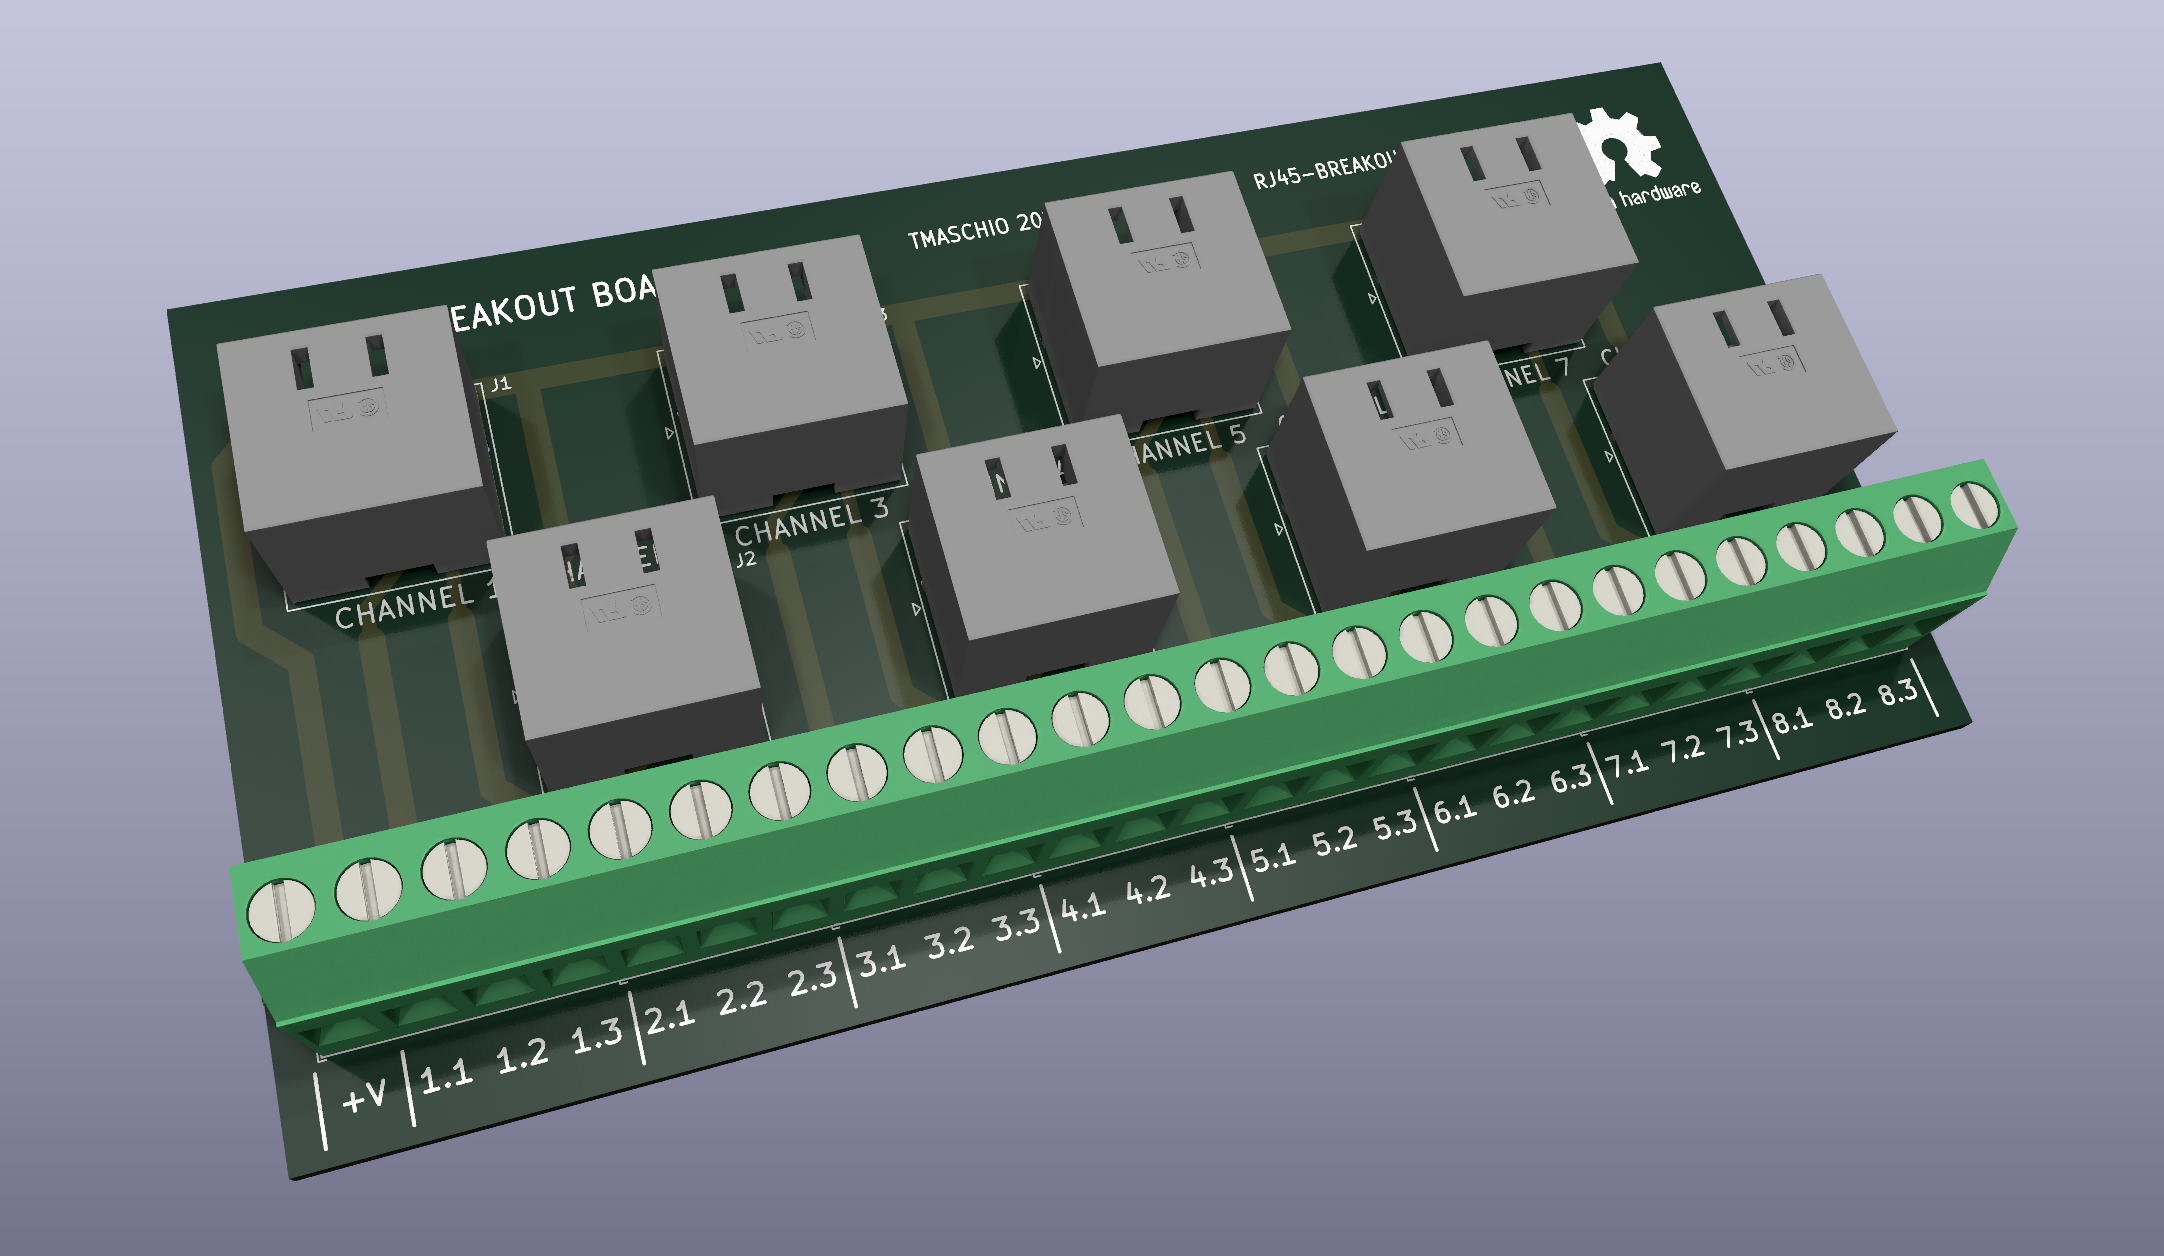 EAKOUT BOA
TMASCHIO 20
RJ45-BREAKOU
hardware
J1
CHANNEL 1
CHANNEL 3
J2
HANNEL 5
NEL 7
+V 1.1 1.2 1.3 2.1 2.2 2.3 3.1 3.2 3.3 4.1 4.2 4.3 5.1 5.2 5.3 6.1 6.2 6.3 7.1 7.2 7.3 8.1 8.2 8.3